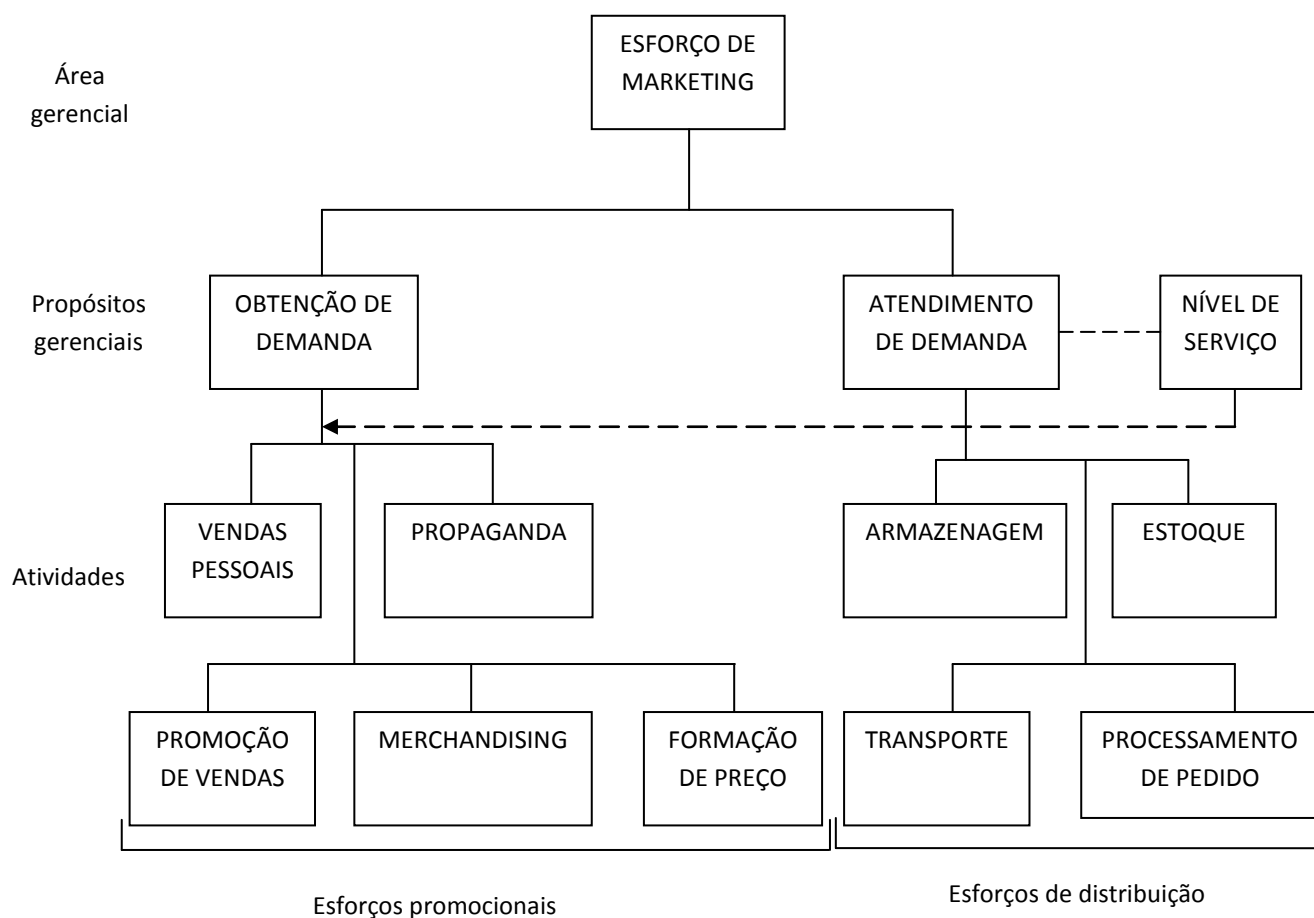 ESFORÇO DE
MARKETING
Área
gerencial
Propósitos
gerenciais
OBTENÇÃO DE
DEMANDA
ATENDIMENTO
DE DEMANDA
NÍVEL DE
SERVIÇO
Atividades
VENDAS
PESSOAIS
PROPAGANDA
ARMAZENAGEM
ESTOQUE
PROMOÇÃO
DE VENDAS
MERCHANDISING
FORMAÇÃO
DE PREÇO
TRANSPORTE
PROCESSAMENTO
DE PEDIDO
Esforços promocionais
Esforços de distribuição